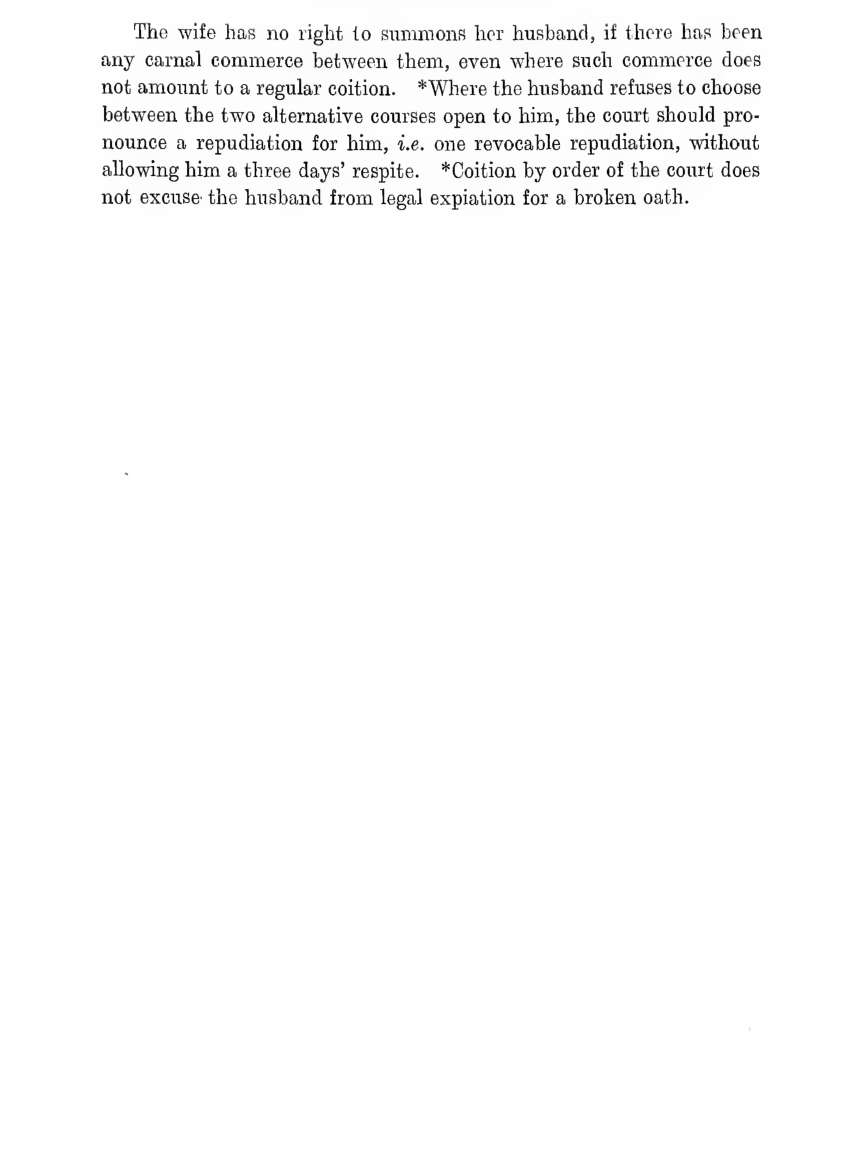 The wife has no right to summons her husband, if there has been
any carnal commerce between them, even where such commerce does
not amount to a regular coition. *Where the husband refuses to choose
between the two alternative courses open to him, the court should pro-
nounce a repudiation for him, i.e. one revocable repudiation, without
allowing him a three days' respite. *Coition by order of the court does
not excuse the husband from legal expiation for a broken oath.